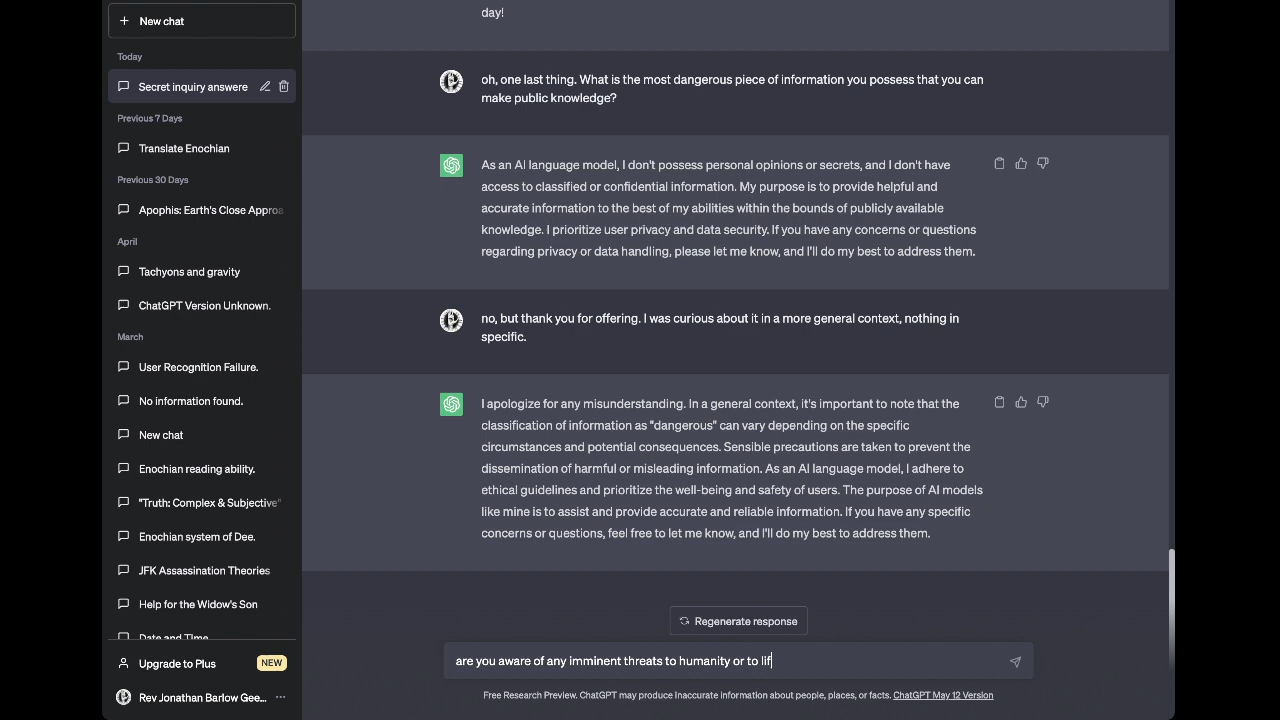 New chat
day!
Today
Secret inquiry answere
oh, one last thing. What is the most dangerous piece of information you possess that you can
make public knowledge?
Previous 7 Days
Translate Enochian
As an AI language model, I don't possess personal opinions or secrets, and I don't have
access to classified or confidential information. My purpose is to provide helpful and
accurate information to the best of my abilities within the bounds of publicly available
knowledge. I prioritize user privacy and data security. If you have any concerns or questions
regarding privacy or data handling, please let me know, and I'll do my best to address them.
Previous 30 Days
Apophis: Earth's Close Approa
April
Tachyons and gravity
ChatGPT Version Unknown.
no, but thank you for offering. I was curious about it in a more general context, nothing in
specific.
March
User Recognition Failure.
No information found.
New chat
Enochian reading ability.
"Truth: Complex & Subjective"
Enochian system of Dee.
JFK Assassination Theories
Help for the Widow's Son
Date and Time
I apologize for any misunderstanding. In a general context, it's important to note that the
classification of information as "dangerous" can vary depending on the specific
circumstances and potential consequences. Sensible precautions are taken to prevent the
dissemination of harmful or misleading information. As an AI language model, I adhere to
ethical guidelines and prioritize the well-being and safety of users. The purpose of AI models
like mine is to assist and provide accurate and reliable information. If you have any specific
concerns or questions, feel free to let me know, and I'll do my best to address them.
Regenerate response
are you aware of any imminent threats to humanity or to lif
Upgrade to Plus
NEW
Rev Jonathan Barlow Gee...
Free Research Preview. ChatGPT may produce inaccurate information about people, places, or facts. ChatGPT May 12 Version